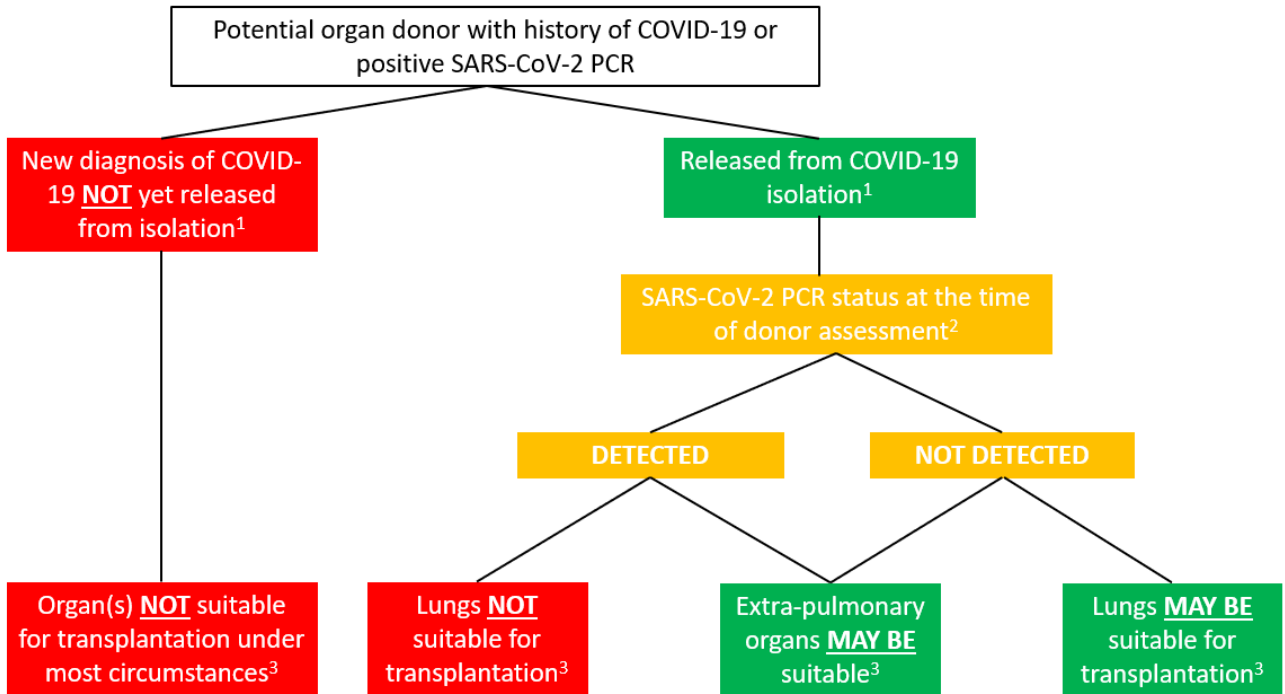 Potential organ donor with history of COVID-19 or
positive SARS-CoV-2 PCR
New diagnosis of COVID-
19 NOT yet released
from isolation¹
Released from COVID-19
isolation¹
SARS-CoV-2 PCR status at the time
of donor assessment²
DETECTED
NOT DETECTED
Organ(s) NOT suitable
for transplantation under
most circumstances³
Lungs NOT
suitable for
transplantation³
Extra-pulmonary
organs MAY BE
suitable³
Lungs MAY BE
suitable for
transplantation³